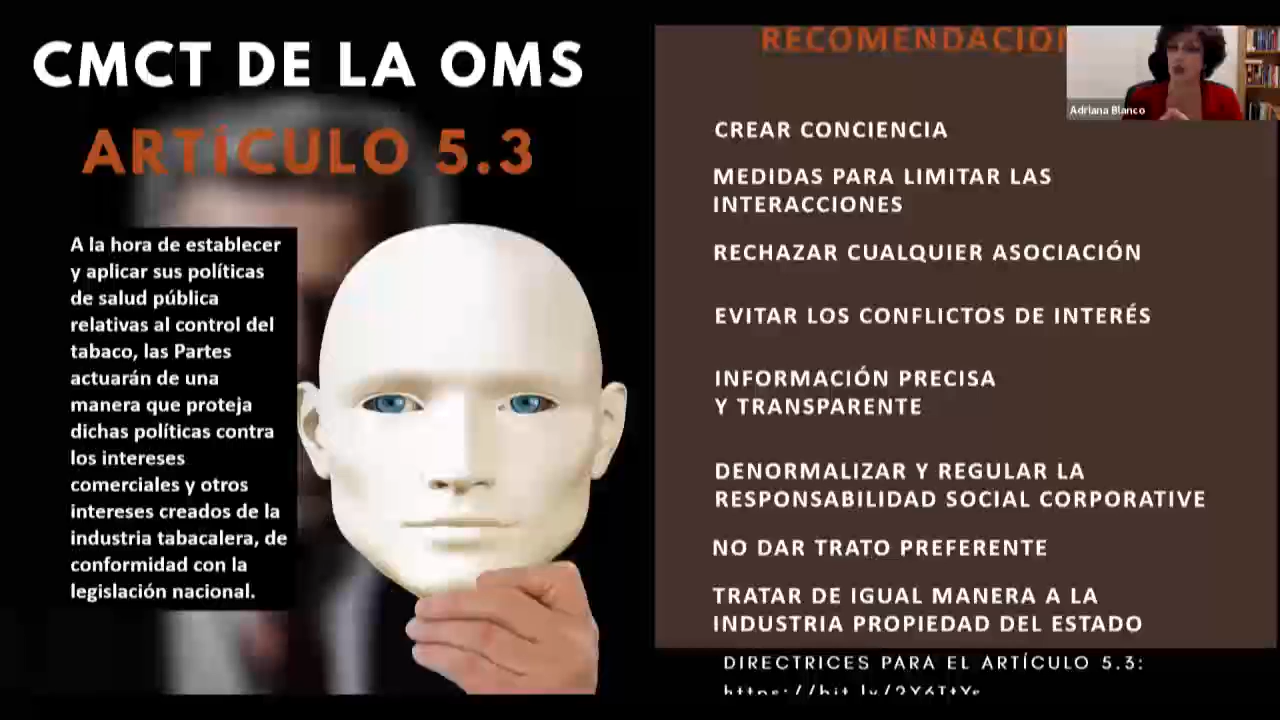 CMCT DE LA OMS
ARTÍCULO 5.3
A la hora de establecer
y aplicar sus políticas
de salud pública
relativas al control del
tabaco, las Partes
actuarán de una
manera que proteja
dichas políticas contra
los intereses
comerciales y otros
intereses creados de la
industria tabacalera, de
conformidad con la
legislación nacional.
Adriana Blanco
CREAR CONCIENCIA
MEDIDAS PARA LIMITAR LAS
INTERACCIONES
RECHAZAR CUALQUIER ASOCIACIÓN
EVITAR LOS CONFLICTOS DE INTERÉS
INFORMACIÓN PRECISA
Y TRANSPARENTE
DENORMALIZAR Y REGULAR LA
RESPONSABILIDAD SOCIAL CORPORATIVE
NO DAR TRATO PREFERENTE
TRATAR DE IGUAL MANERA A LA
INDUSTRIA PROPIEDAD DEL ESTADO
DIRECTRICES PARA EL ARTÍCULO 5.3: